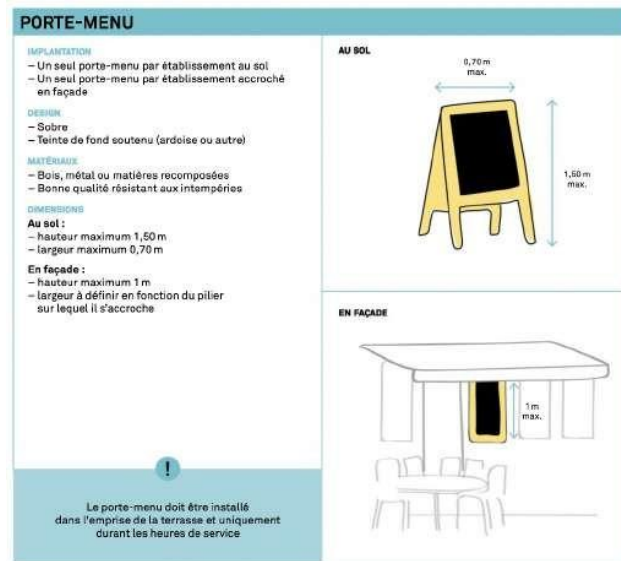 PORTE-MENU
IMPLANTATION
– Un seul porte-menu par établissement au sol
– Un seul porte-menu par établissement accroché
en façade
DESIGN
– Sobre
– Teinte de fond soutenu (ardoise ou autre)
MATÉRIAUX
– Bois, métal ou matières recomposées
– Bonne qualité résistant aux intempéries
DIMENSIONS
Au sol :
– hauteur maximum 1,50 m
– largeur maximum 0,70 m
En façade :
– hauteur maximum 1 m
– largeur à définir en fonction du pilier
sur lequel il s'accroche
!
Le porte-menu doit être installé
dans l'emprise de la terrasse et uniquement
durant les heures de service
AU SOL
0,70 m
max.
1,50 m
max.
EN FAÇADE
1 m
max.